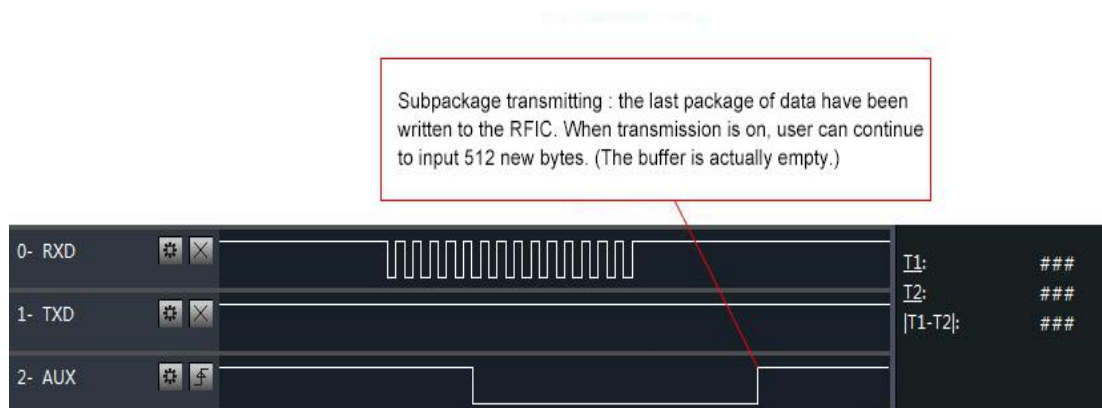 Subpackage transmitting : the last package of data have been
written to the RFIC. When transmission is on, user can continue
to input 512 new bytes. (The buffer is actually empty.)
0- RXD
1- TXD
2- AUX
T1: ###
T2: ###
|T1-T2|: ###